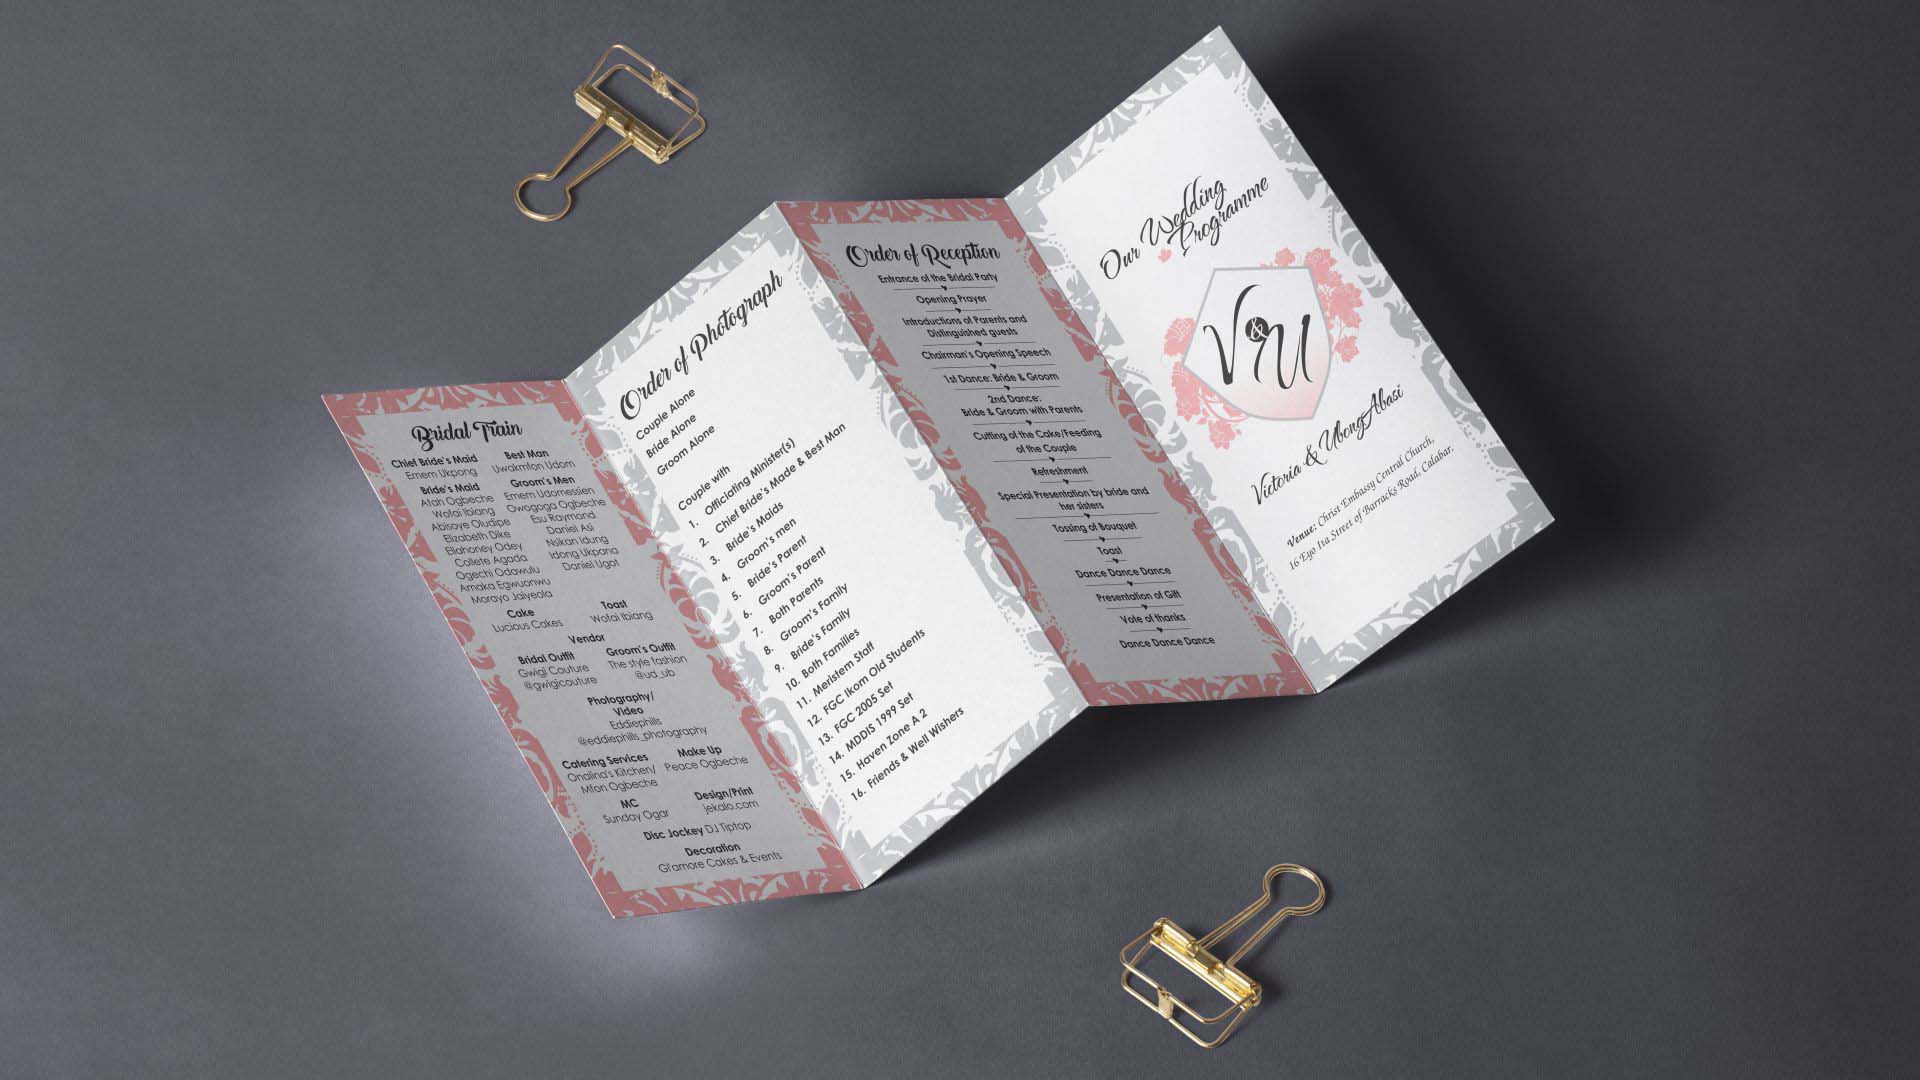 Bridal Train
Chief Bride's Maid
Emem Ukpong
Best Man
Uwakmfon Udom
Bride's Maid
Atah Ogbeche
Wofai Ibiang
Abisoye Oludipe
Elizabeth Dike
Ellahoney Odey
Collete Agada
Ogechi Odawulu
Amaka Egwuonwu
Morayo Jaiyeola
Groom's Men
Emem Udomessien
Owogoga Ogbeche
Esu Raymond
Daniel Asi
Nsikan Idung
Idong Ukpana
Daniel Ugot
Cake
Lucious Cakes
Toast
Wofai Ibiang
Vendor
Bridal Outfit
Gwigi Couture
@gwigicouture
Groom's Outfit
The style fashion
@ud_ub
Photography/
Video
Eddiephills
@eddiephills_photography
Catering Services
Onalina's Kitchen/
Mfon Ogbeche
Make Up
Peace Ogbeche
MC
Sunday Ogar
Design/Print
jekalo.com
Disc Jockey DJ Tiptop
Decoration
Gl'amore Cakes & Events
Order of Photograph
Couple Alone
Bride Alone
Groom Alone
Couple with
1. Officiating Minister(s)
2. Chief Bride's Made & Best Man
3. Bride's Maids
4. Groom's men
5. Bride's Parent
6. Groom's Parent
7. Both Parents
8. Groom's Family
9. Bride's Family
10. Both Families
11. Meristem Staff
12. FGC Ikom Old Students
13. FGC 2005 Set
14. MDDIS 1999 Set
15. Haven Zone A 2
16. Friends & Well Wishers
Order of Reception
Entrance of the Bridal Party
Opening Prayer
Introductions of Parents and
Distinguished guests
Chairman's Opening Speech
1st Dance: Bride & Groom
2nd Dance:
Bride & Groom with Parents
Cutting of the Cake/Feeding
of the Couple
Refreshment
Special Presentation by bride and
her sisters
Tossing of Bouquet
Toast
Dance Dance Dance
Presentation of Gift
Vote of thanks
Dance Dance Dance
Our Wedding
Programme
V&U
Victoria & UbongAbasi
Venue: Christ Embassy Central Church,
16 Eyo Ita Street of Barracks Road, Calabar.